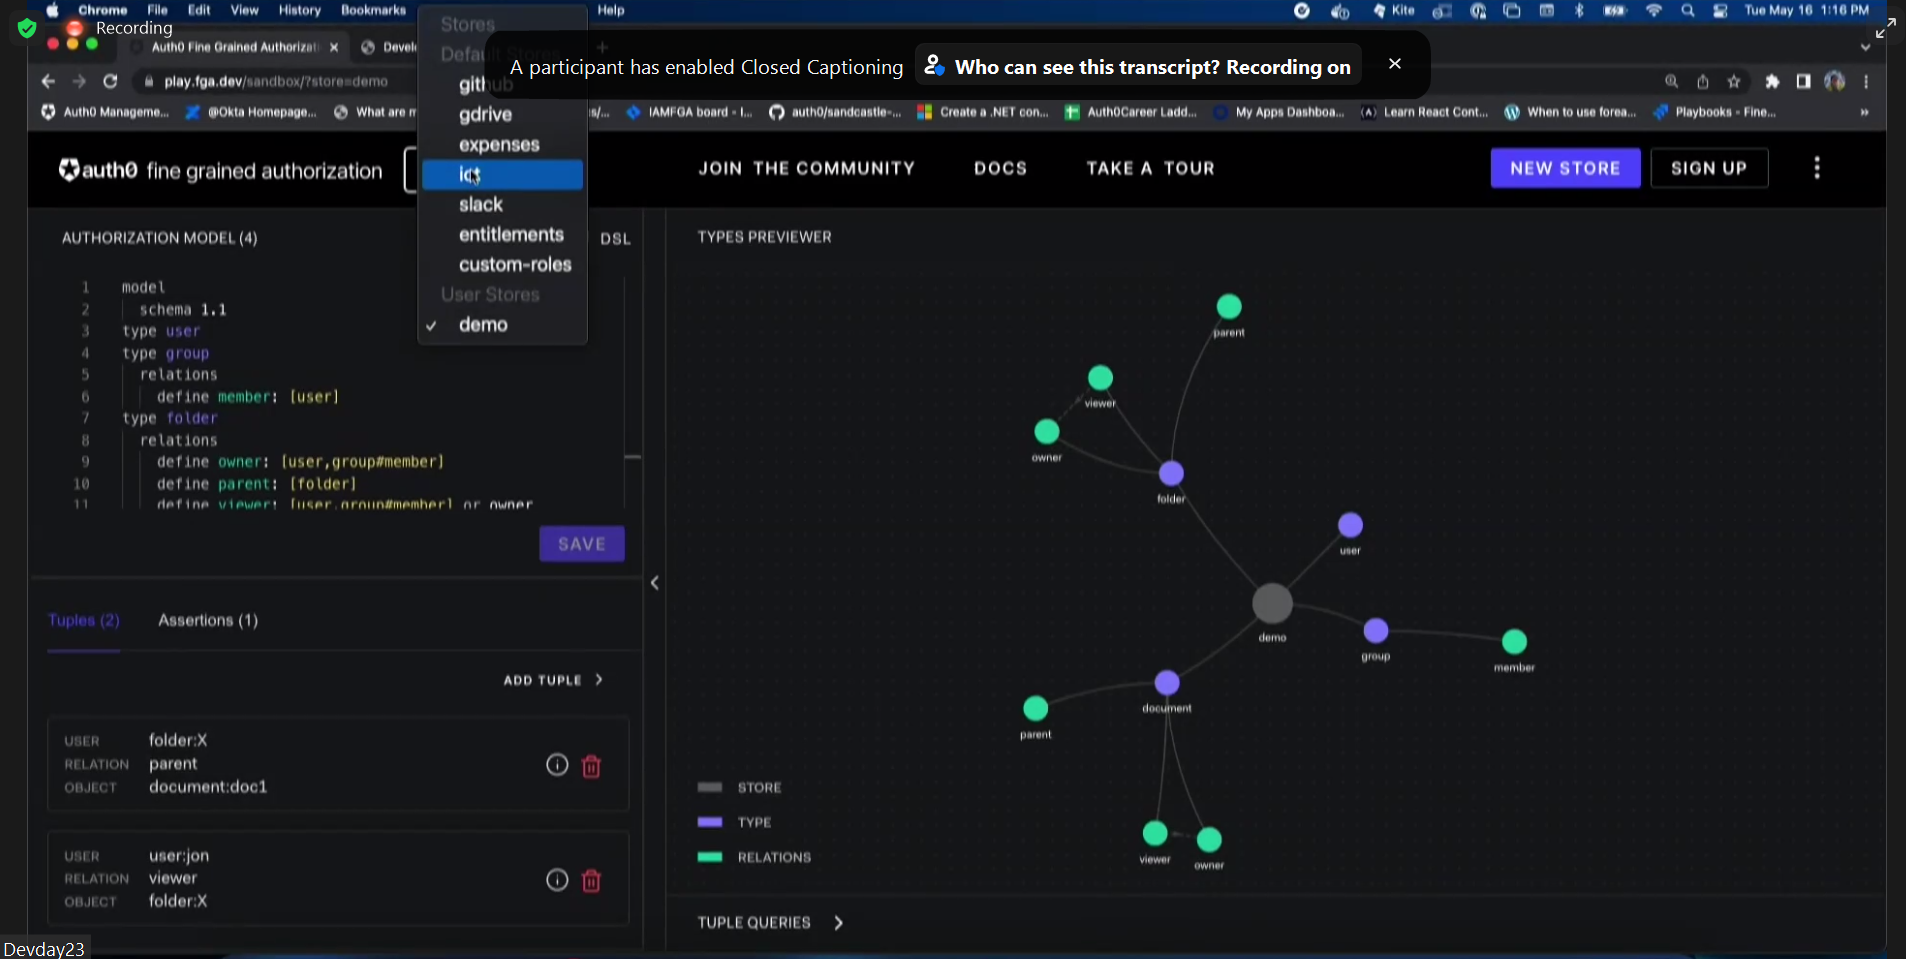 Chrome File Edit View History Bookmarks Help
Kite
Tue May 16 1:16 PM
Recording
Auth0 Fine Grained Authorizati
Devel
A participant has enabled Closed Captioning
Who can see this transcript? Recording on
play.fga.dev/sandbox/?store=demo
Auth0 Manageme...
@Okta Homepage...
What are m
s/...
IAMFGA board - I...
auth0/sandcastle-...
Create a .NET con...
Auth0Career Ladd...
My Apps Dashboa...
Learn React Cont...
When to use forea...
Playbooks - Fine...
Stores
Default Stores
github
gdrive
expenses
slack
entitlements
custom-roles
User Stores
demo
auth0 fine grained authorization
JOIN THE COMMUNITY
DOCS
TAKE A TOUR
NEW STORE
SIGN UP
AUTHORIZATION MODEL (4)
DSL
1 model
2 schema 1.1
3 type user
4 type group
5 relations
6 define member: [user]
7 type folder
8 relations
9 define owner: [user,group#member]
10 define parent: [folder]
11 define viewer: [user,group#member] or owner
SAVE
Tuples (2)
Assertions (1)
ADD TUPLE
USER folder:X
RELATION parent
OBJECT document:doc1
USER user:jon
RELATION viewer
OBJECT folder:X
TYPES PREVIEWER
parent
viewer
owner
folder
user
demo
group
member
document
parent
viewer
owner
STORE
TYPE
RELATIONS
TUPLE QUERIES
Devday23